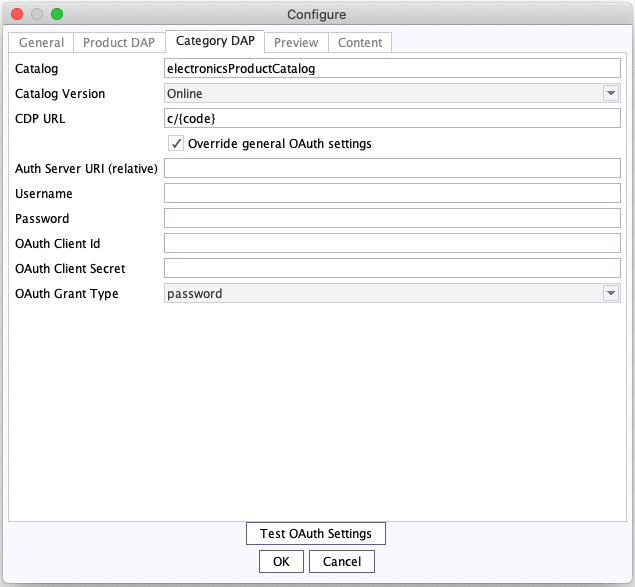 Configure
General Product DAP Category DAP Preview Content
Catalog electronicsProductCatalog
Catalog Version Online
CDP URL c/{code}
Override general OAuth settings
Auth Server URI (relative)
Username
Password
OAuth Client Id
OAuth Client Secret
OAuth Grant Type password
Test OAuth Settings
OK Cancel